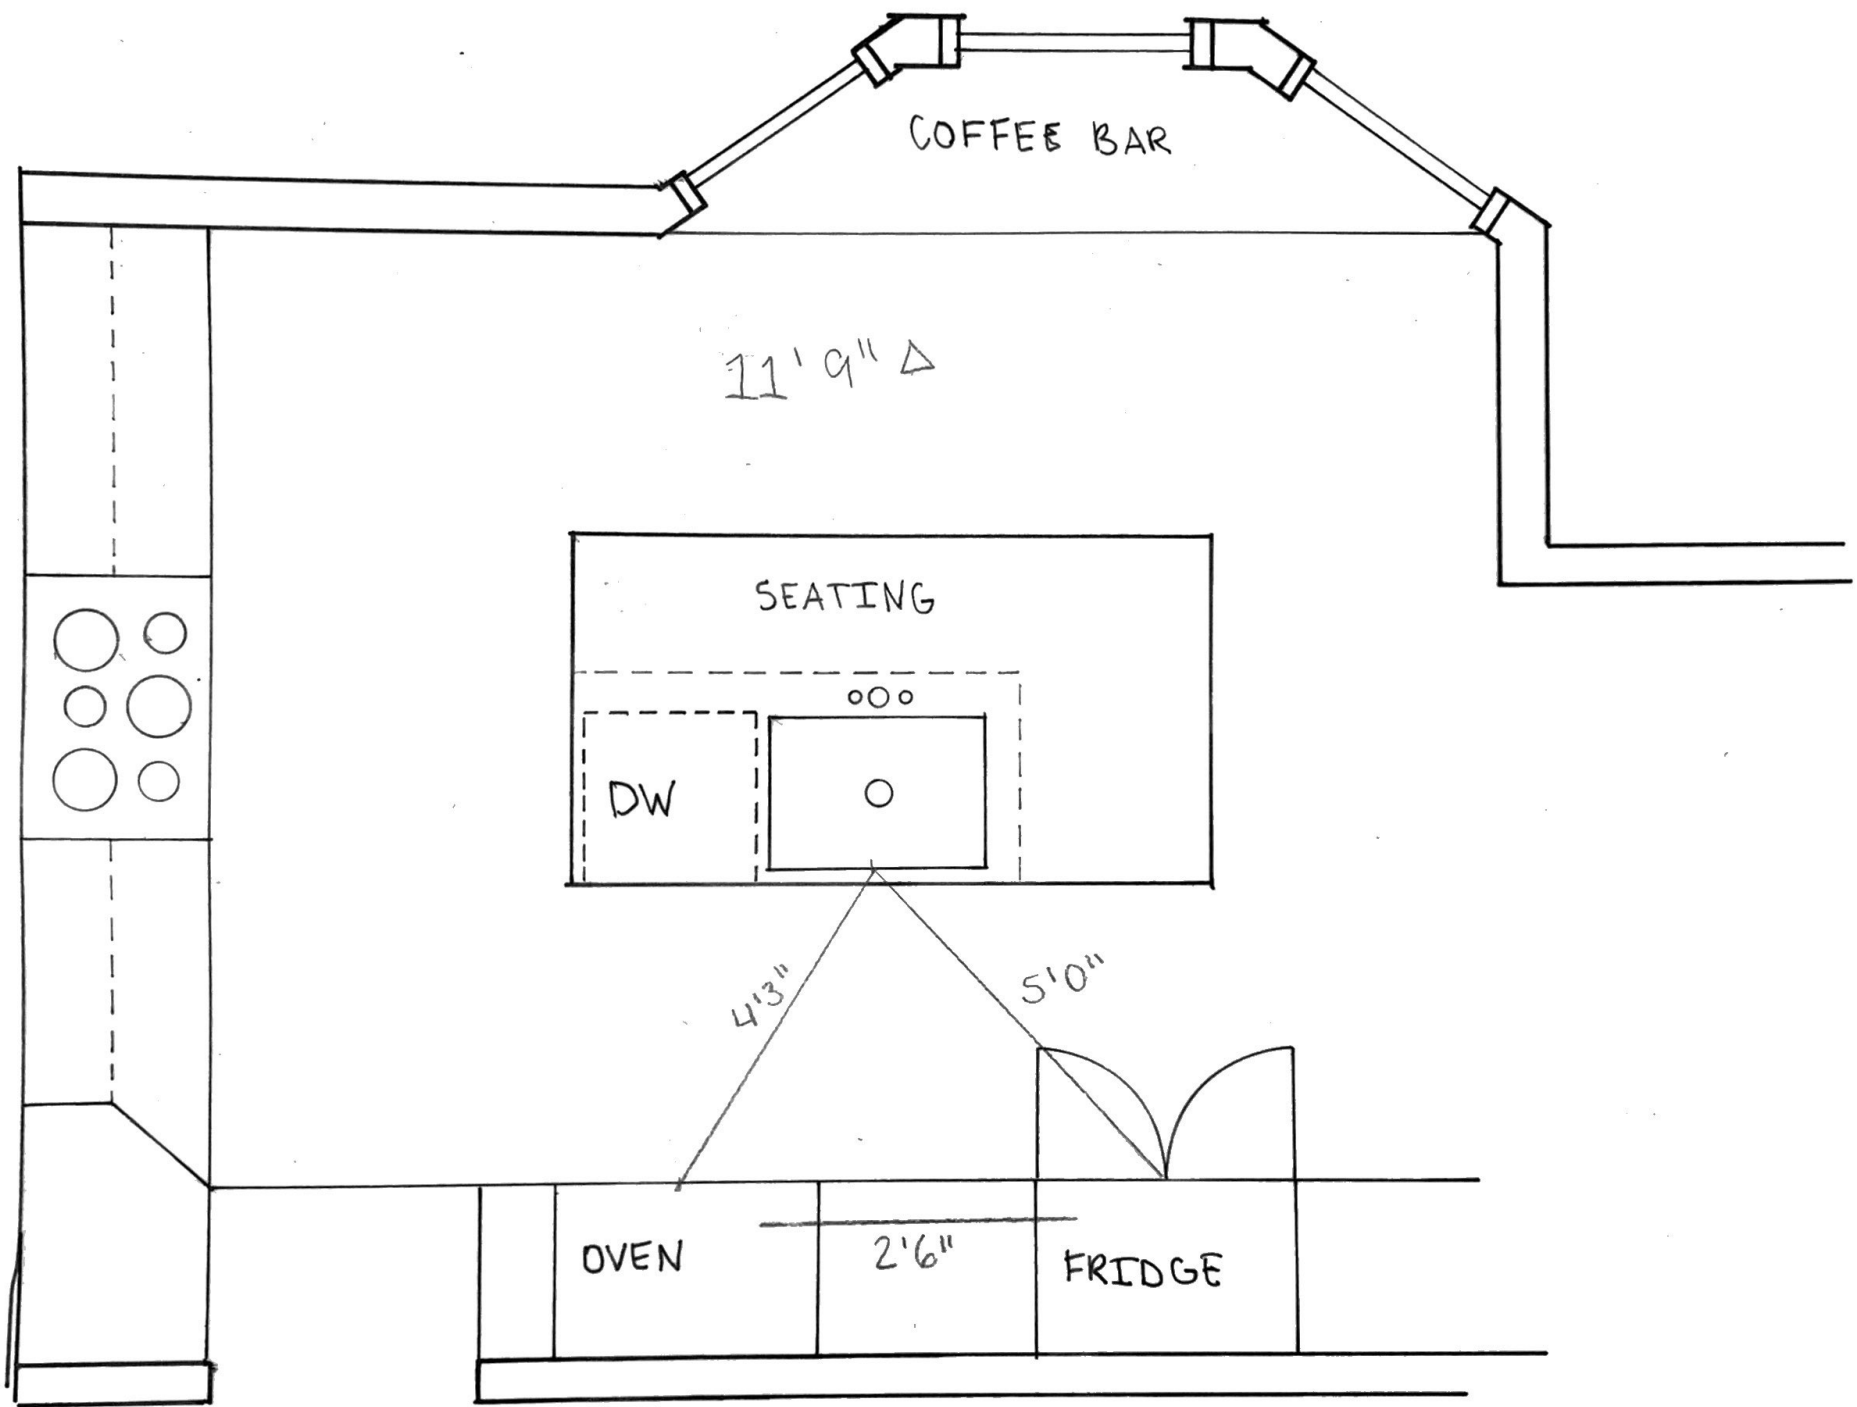 COFFEE BAR
11'9" △
SEATING
DW
4'3"
5'0"
OVEN
2'6"
FRIDGE